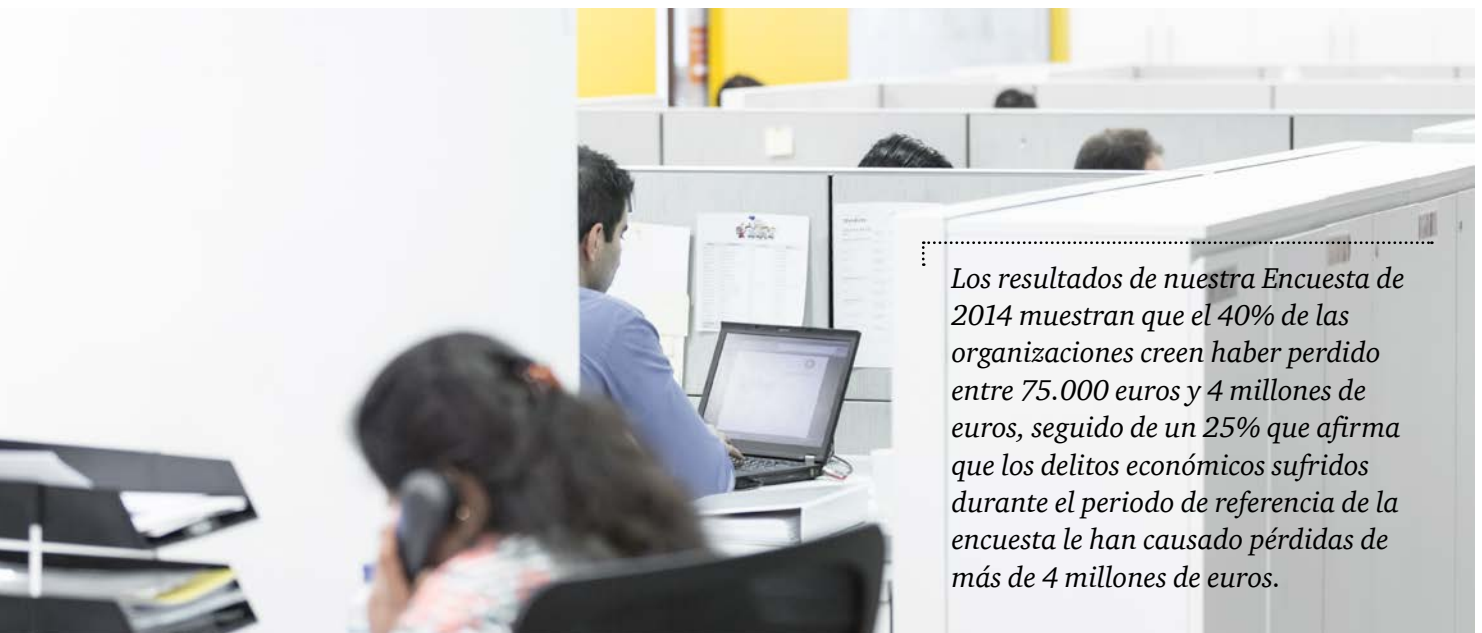 Los resultados de nuestra Encuesta de
2014 muestran que el 40% de las
organizaciones creen haber perdido
entre 75.000 euros y 4 millones de
euros, seguido de un 25% que afirma
que los delitos económicos sufridos
durante el periodo de referencia de la
encuesta le han causado pérdidas de
más de 4 millones de euros.